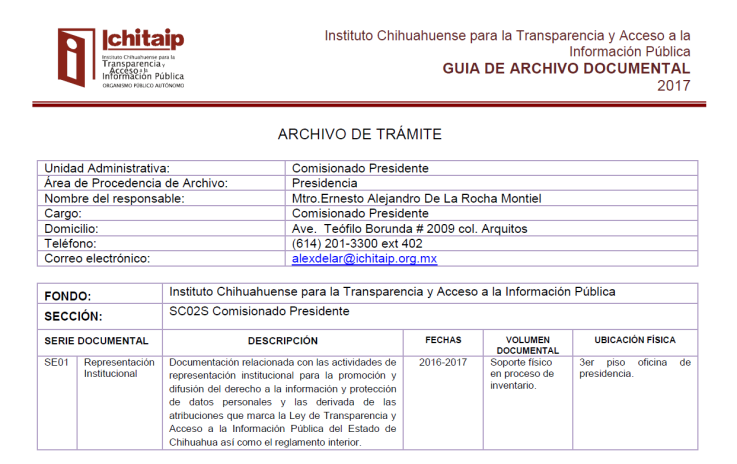 Ichitaip
Instituto Chihuahuense para la
Transparencia y
Acceso a la
Información Pública
ORGANISMO PÚBLICO AUTÓNOMO
Instituto Chihuahuense para la Transparencia y Acceso a la
Información Pública
GUIA DE ARCHIVO DOCUMENTAL
2017
ARCHIVO DE TRÁMITE
Unidad Administrativa: Comisionado Presidente
Área de Procedencia de Archivo: Presidencia
Nombre del responsable: Mtro.Ernesto Alejandro De La Rocha Montiel
Cargo: Comisionado Presidente
Domicilio: Ave. Teófilo Borunda # 2009 col. Arquitos
Teléfono: (614) 201-3300 ext 402
Correo electrónico: alexdelar@ichitaip.org.mx
FONDO: Instituto Chihuahuense para la Transparencia y Acceso a la Información Pública
SECCIÓN: SC02S Comisionado Presidente
SERIE DOCUMENTAL DESCRIPCIÓN FECHAS VOLUMEN DOCUMENTAL UBICACIÓN FÍSICA
SE01 Representación Institucional
Documentación relacionada con las actividades de
representación institucional para la promoción y
difusión del derecho a la información y protección
de datos personales y las derivada de las
atribuciones que marca la Ley de Transparencia y
Acceso a la Información Pública del Estado de
Chihuahua así como el reglamento interior.
2016-2017
Soporte físico
en proceso de
inventario.
3er piso oficina de
presidencia.